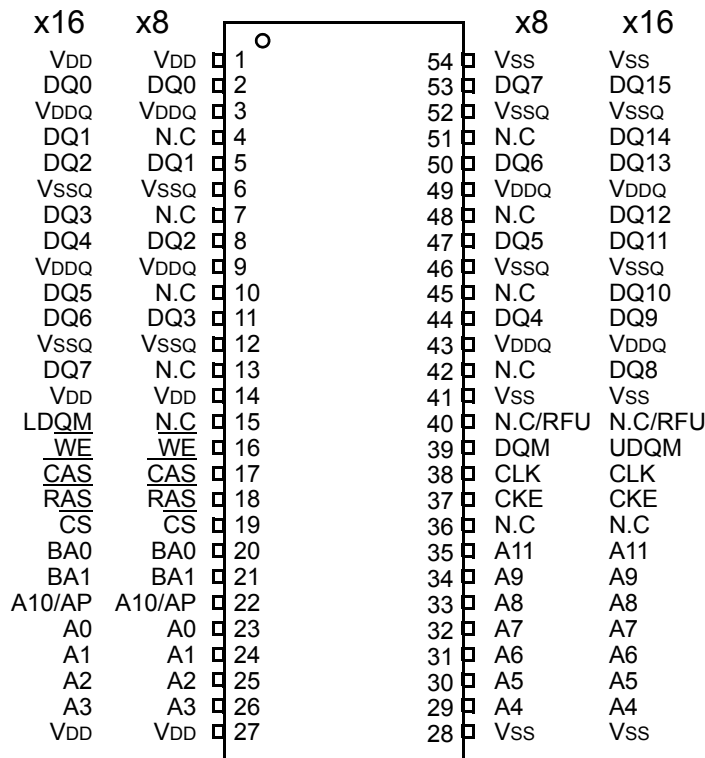 x16 x8 x8 x16
VDD VDD 1 54 VSS VSS
DQ0 DQ0 2 53 DQ7 DQ15
VDDQ VDDQ 3 52 VSSQ VSSQ
DQ1 N.C 4 51 N.C DQ14
DQ2 DQ1 5 50 DQ6 DQ13
VSSQ VSSQ 6 49 VDDQ VDDQ
DQ3 N.C 7 48 N.C DQ12
DQ4 DQ2 8 47 DQ5 DQ11
VDDQ VDDQ 9 46 VSSQ VSSQ
DQ5 N.C 10 45 N.C DQ10
DQ6 DQ3 11 44 DQ4 DQ9
VSSQ VSSQ 12 43 VDDQ VDDQ
DQ7 N.C 13 42 N.C DQ8
VDD VDD 14 41 VSS VSS
LDQM N.C 15 40 N.C/RFU N.C/RFU
WE WE 16 39 DQM UDQM
CAS CAS 17 38 CLK CLK
RAS RAS 18 37 CKE CKE
CS CS 19 36 N.C N.C
BA0 BA0 20 35 A11 A11
BA1 BA1 21 34 A9 A9
A10/AP A10/AP 22 33 A8 A8
A0 A0 23 32 A7 A7
A1 A1 24 31 A6 A6
A2 A2 25 30 A5 A5
A3 A3 26 29 A4 A4
VDD VDD 27 28 VSS VSS